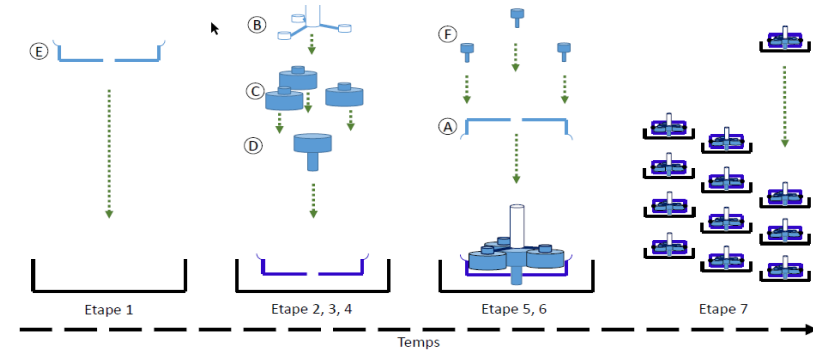 B
F
E
C
A
D
Etape 1
Etape 2, 3, 4
Etape 5, 6
Etape 7
Temps